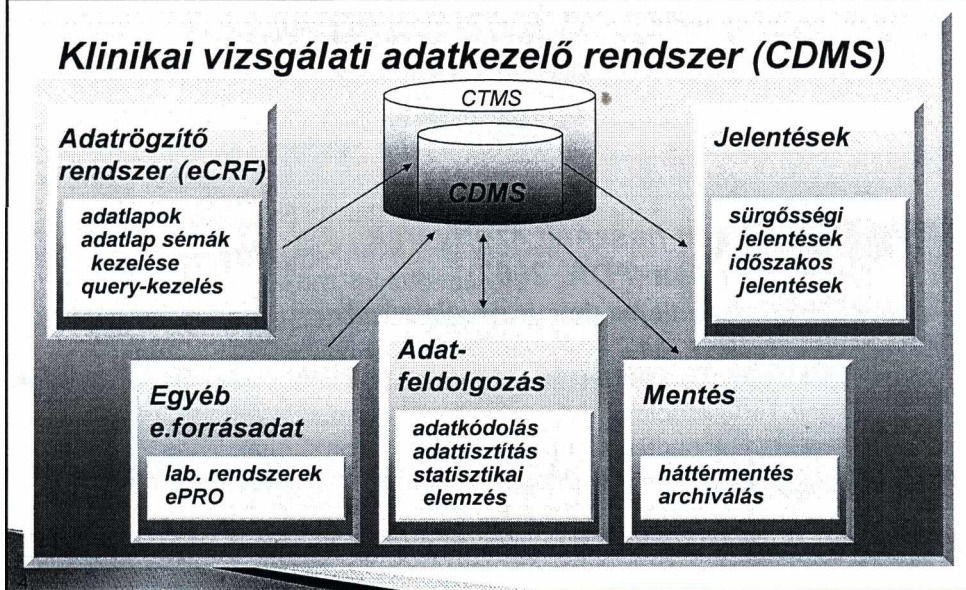 Klinikai vizsgálati adatkezelő rendszer (CDMS)
CTMS
CDMS
Adatrögzítő
rendszer (eCRF)
adatlapok
adatlap sémák
kezelése
query-kezelés
Jelentések
sürgősségi
jelentések
időszakos
jelentések
Egyéb
e.forrásadat
lab. rendszerek
ePRO
Adat-
feldolgozás
adatkódolás
adattisztítás
statisztikai
elemzés
Mentés
háttérmentés
archiválás